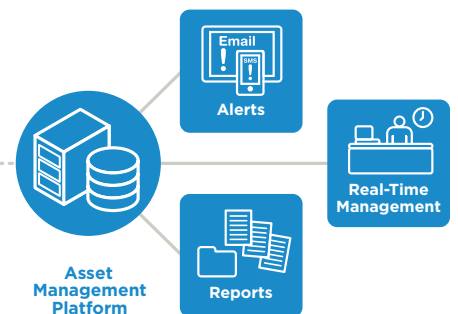 Email
SMS
Alerts
Real-Time
Management
Asset
Management
Platform
Reports